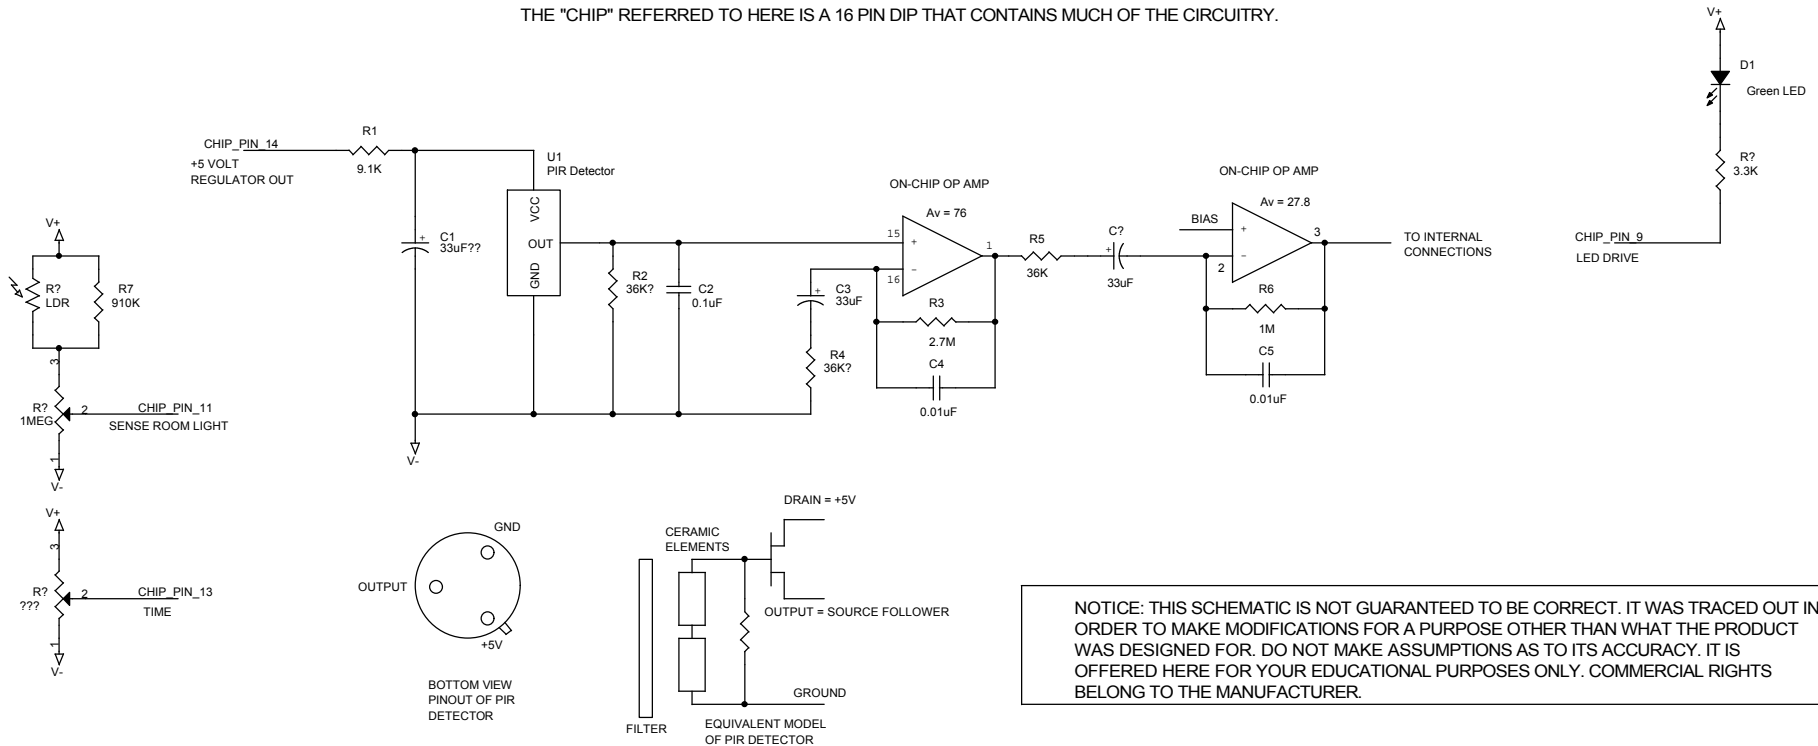 THE "CHIP" REFERRED TO HERE IS A 16 PIN DIP THAT CONTAINS MUCH OF THE CIRCUITRY.
V+
D1
Green LED
R?
3.3K
CHIP_PIN_9
LED DRIVE
CHIP_PIN_14
+5 VOLT
REGULATOR OUT
R1
9.1K
U1
PIR Detector
VCC
OUT
GND
C1
+
33uF??
R2
36K?
C2
0.1uF
C3
+
33uF
R4
36K?
V-
ON-CHIP OP AMP
Av = 76
15
+
16
-
1
R3
2.7M
C4
0.01uF
R5
36K
C?
+
33uF
ON-CHIP OP AMP
Av = 27.8
BIAS
+
2
-
3
R6
1M
C5
0.01uF
TO INTERNAL
CONNECTIONS
V+
R?
LDR
R7
910K
3
R?
1MEG
2
CHIP_PIN_11
SENSE ROOM LIGHT
1
V-
V+
3
R?
???
2
CHIP_PIN_13
TIME
1
V-
GND
OUTPUT
+5V
BOTTOM VIEW
PINOUT OF PIR
DETECTOR
DRAIN = +5V
CERAMIC
ELEMENTS
OUTPUT = SOURCE FOLLOWER
GROUND
FILTER
EQUIVALENT MODEL
OF PIR DETECTOR
NOTICE: THIS SCHEMATIC IS NOT GUARANTEED TO BE CORRECT. IT WAS TRACED OUT IN
ORDER TO MAKE MODIFICATIONS FOR A PURPOSE OTHER THAN WHAT THE PRODUCT
WAS DESIGNED FOR. DO NOT MAKE ASSUMPTIONS AS TO ITS ACCURACY. IT IS
OFFERED HERE FOR YOUR EDUCATIONAL PURPOSES ONLY. COMMERCIAL RIGHTS
BELONG TO THE MANUFACTURER.